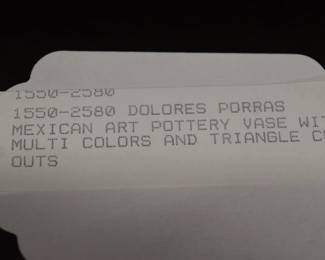 1550-2580
1550-2580 DOLORES PORRAS
MEXICAN ART POTTERY VASE WIT
MULTI COLORS AND TRIANGLE C
OUTS